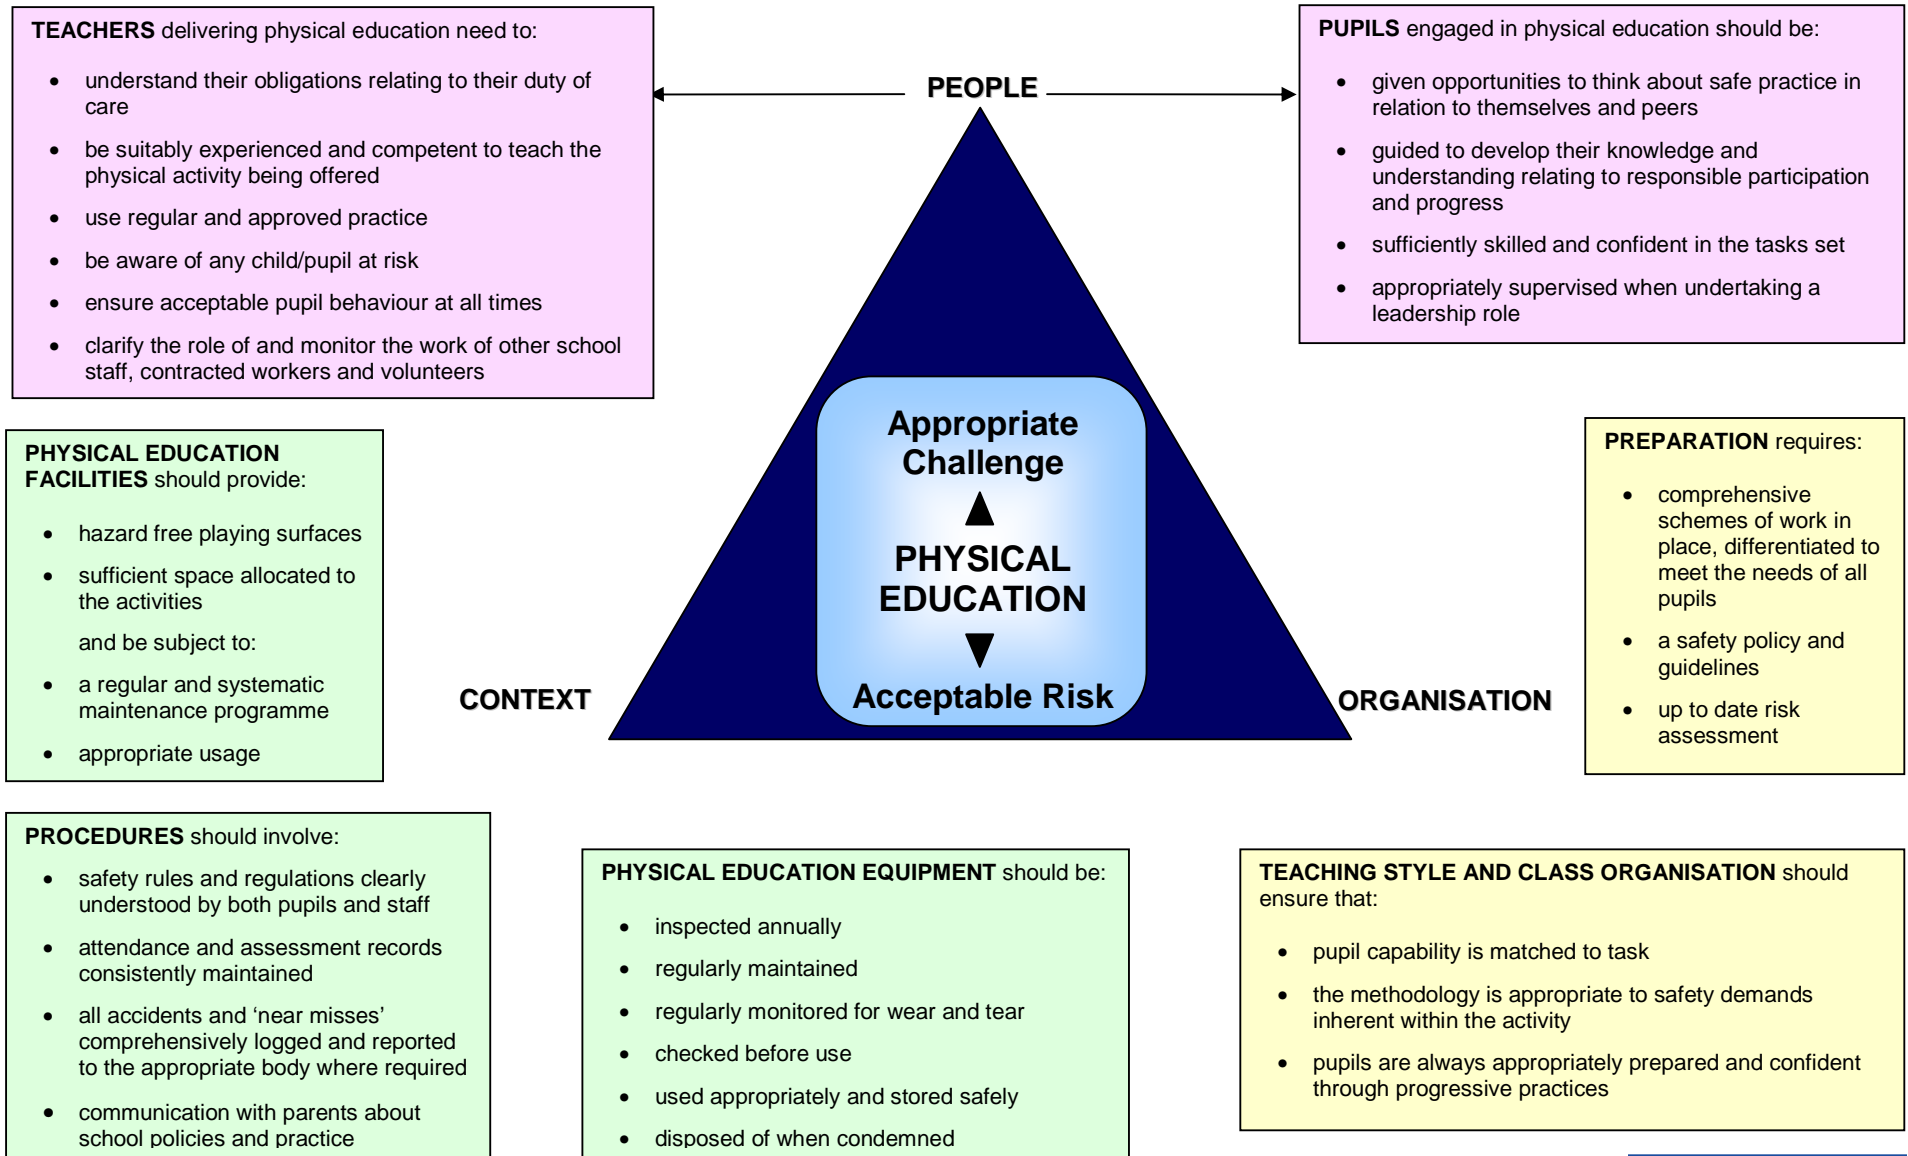 TEACHERS delivering physical education need to:
• understand their obligations relating to their duty of
care
• be suitably experienced and competent to teach the
physical activity being offered
• use regular and approved practice
• be aware of any child/pupil at risk
• ensure acceptable pupil behaviour at all times
• clarify the role of and monitor the work of other school
staff, contracted workers and volunteers
PEOPLE
PUPILS engaged in physical education should be:
• given opportunities to think about safe practice in
relation to themselves and peers
• guided to develop their knowledge and
understanding relating to responsible participation
and progress
• sufficiently skilled and confident in the tasks set
• appropriately supervised when undertaking a
leadership role
PHYSICAL EDUCATION
FACILITIES should provide:
• hazard free playing surfaces
• sufficient space allocated to
the activities
and be subject to:
• a regular and systematic
maintenance programme
• appropriate usage
CONTEXT
Appropriate
Challenge
PHYSICAL
EDUCATION
Acceptable Risk
ORGANISATION
PREPARATION requires:
• comprehensive
schemes of work in
place, differentiated to
meet the needs of all
pupils
• a safety policy and
guidelines
• up to date risk
assessment
PROCEDURES should involve:
• safety rules and regulations clearly
understood by both pupils and staff
• attendance and assessment records
consistently maintained
• all accidents and ‘near misses’
comprehensively logged and reported
to the appropriate body where required
• communication with parents about
school policies and practice
PHYSICAL EDUCATION EQUIPMENT should be:
• inspected annually
• regularly maintained
• regularly monitored for wear and tear
• checked before use
• used appropriately and stored safely
• disposed of when condemned
TEACHING STYLE AND CLASS ORGANISATION should
ensure that:
• pupil capability is matched to task
• the methodology is appropriate to safety demands
inherent within the activity
• pupils are always appropriately prepared and confident
through progressive practices